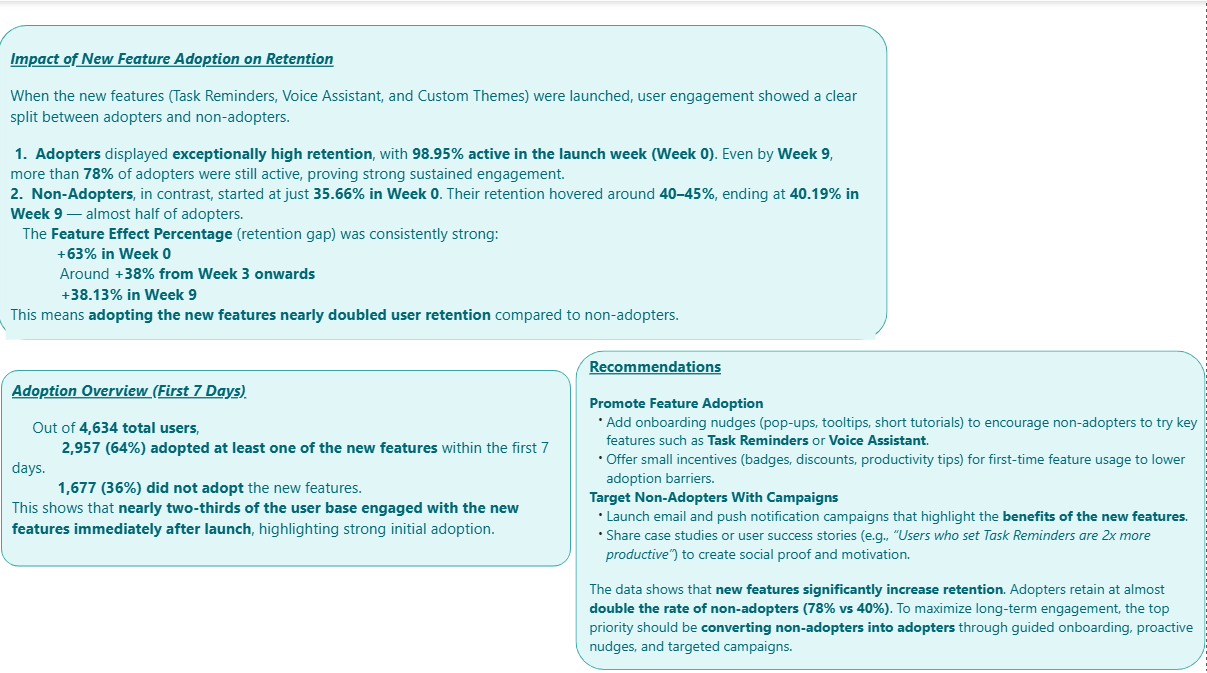 Impact of New Feature Adoption on Retention
When the new features (Task Reminders, Voice Assistant, and Custom Themes) were launched, user engagement showed a clear
split between adopters and non-adopters.
1. Adopters displayed exceptionally high retention, with 98.95% active in the launch week (Week 0). Even by Week 9,
more than 78% of adopters were still active, proving strong sustained engagement.
2. Non-Adopters, in contrast, started at just 35.66% in Week 0. Their retention hovered around 40–45%, ending at 40.19% in
Week 9 — almost half of adopters.
The Feature Effect Percentage (retention gap) was consistently strong:
+63% in Week 0
Around +38% from Week 3 onwards
+38.13% in Week 9
This means adopting the new features nearly doubled user retention compared to non-adopters.
Adoption Overview (First 7 Days)
Out of 4,634 total users,
2,957 (64%) adopted at least one of the new features within the first 7
days.
1,677 (36%) did not adopt the new features.
This shows that nearly two-thirds of the user base engaged with the new
features immediately after launch, highlighting strong initial adoption.
Recommendations
Promote Feature Adoption
• Add onboarding nudges (pop-ups, tooltips, short tutorials) to encourage non-adopters to try key
features such as Task Reminders or Voice Assistant.
• Offer small incentives (badges, discounts, productivity tips) for first-time feature usage to lower
adoption barriers.
Target Non-Adopters With Campaigns
• Launch email and push notification campaigns that highlight the benefits of the new features.
• Share case studies or user success stories (e.g., “Users who set Task Reminders are 2x more
productive”) to create social proof and motivation.
The data shows that new features significantly increase retention. Adopters retain at almost
double the rate of non-adopters (78% vs 40%). To maximize long-term engagement, the top
priority should be converting non-adopters into adopters through guided onboarding, proactive
nudges, and targeted campaigns.